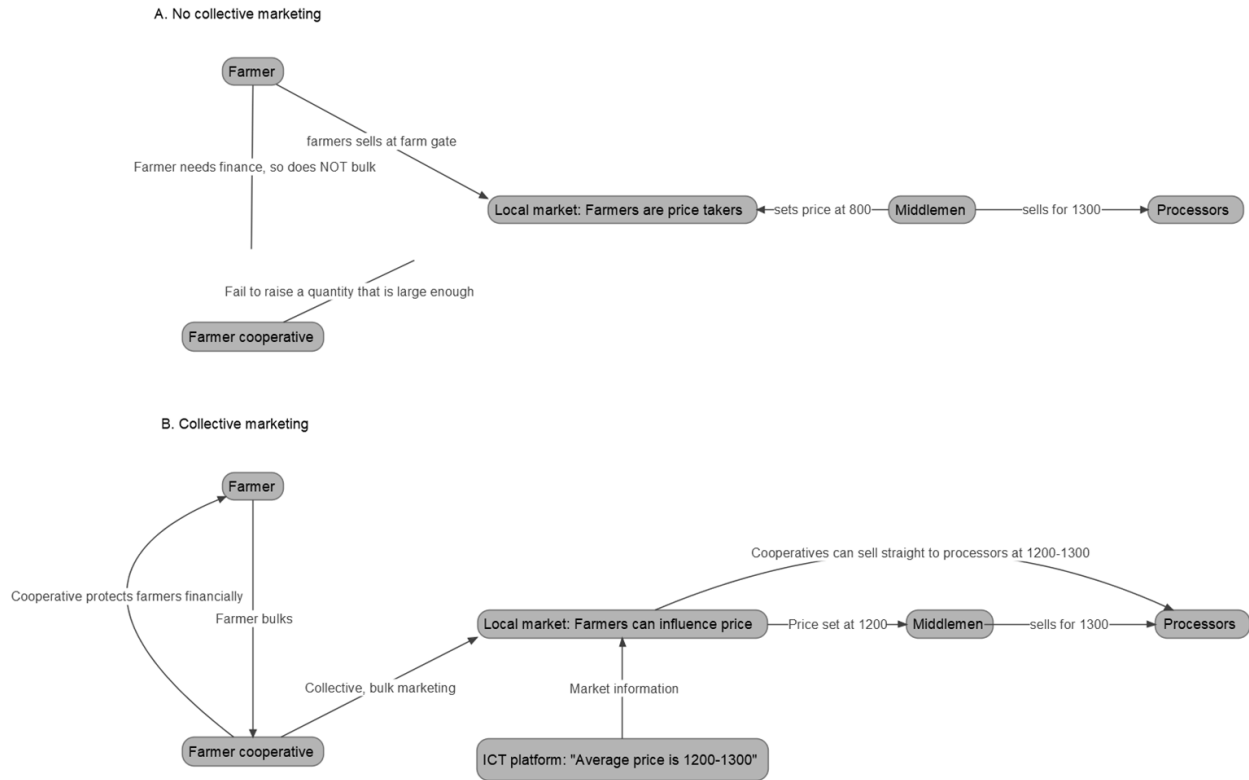 A. No collective marketing
Farmer
farmers sells at farm gate
Farmer needs finance, so does NOT bulk
Local market: Farmers are price takers
sets price at 800
Middlemen
sells for 1300
Processors
Fail to raise a quantity that is large enough
Farmer cooperative
B. Collective marketing
Farmer
Cooperatives can sell straight to processors at 1200-1300
Cooperative protects farmers financially
Farmer bulks
Local market: Farmers can influence price
Price set at 1200
Middlemen
sells for 1300
Processors
Collective, bulk marketing
Market information
Farmer cooperative
ICT platform: "Average price is 1200-1300"